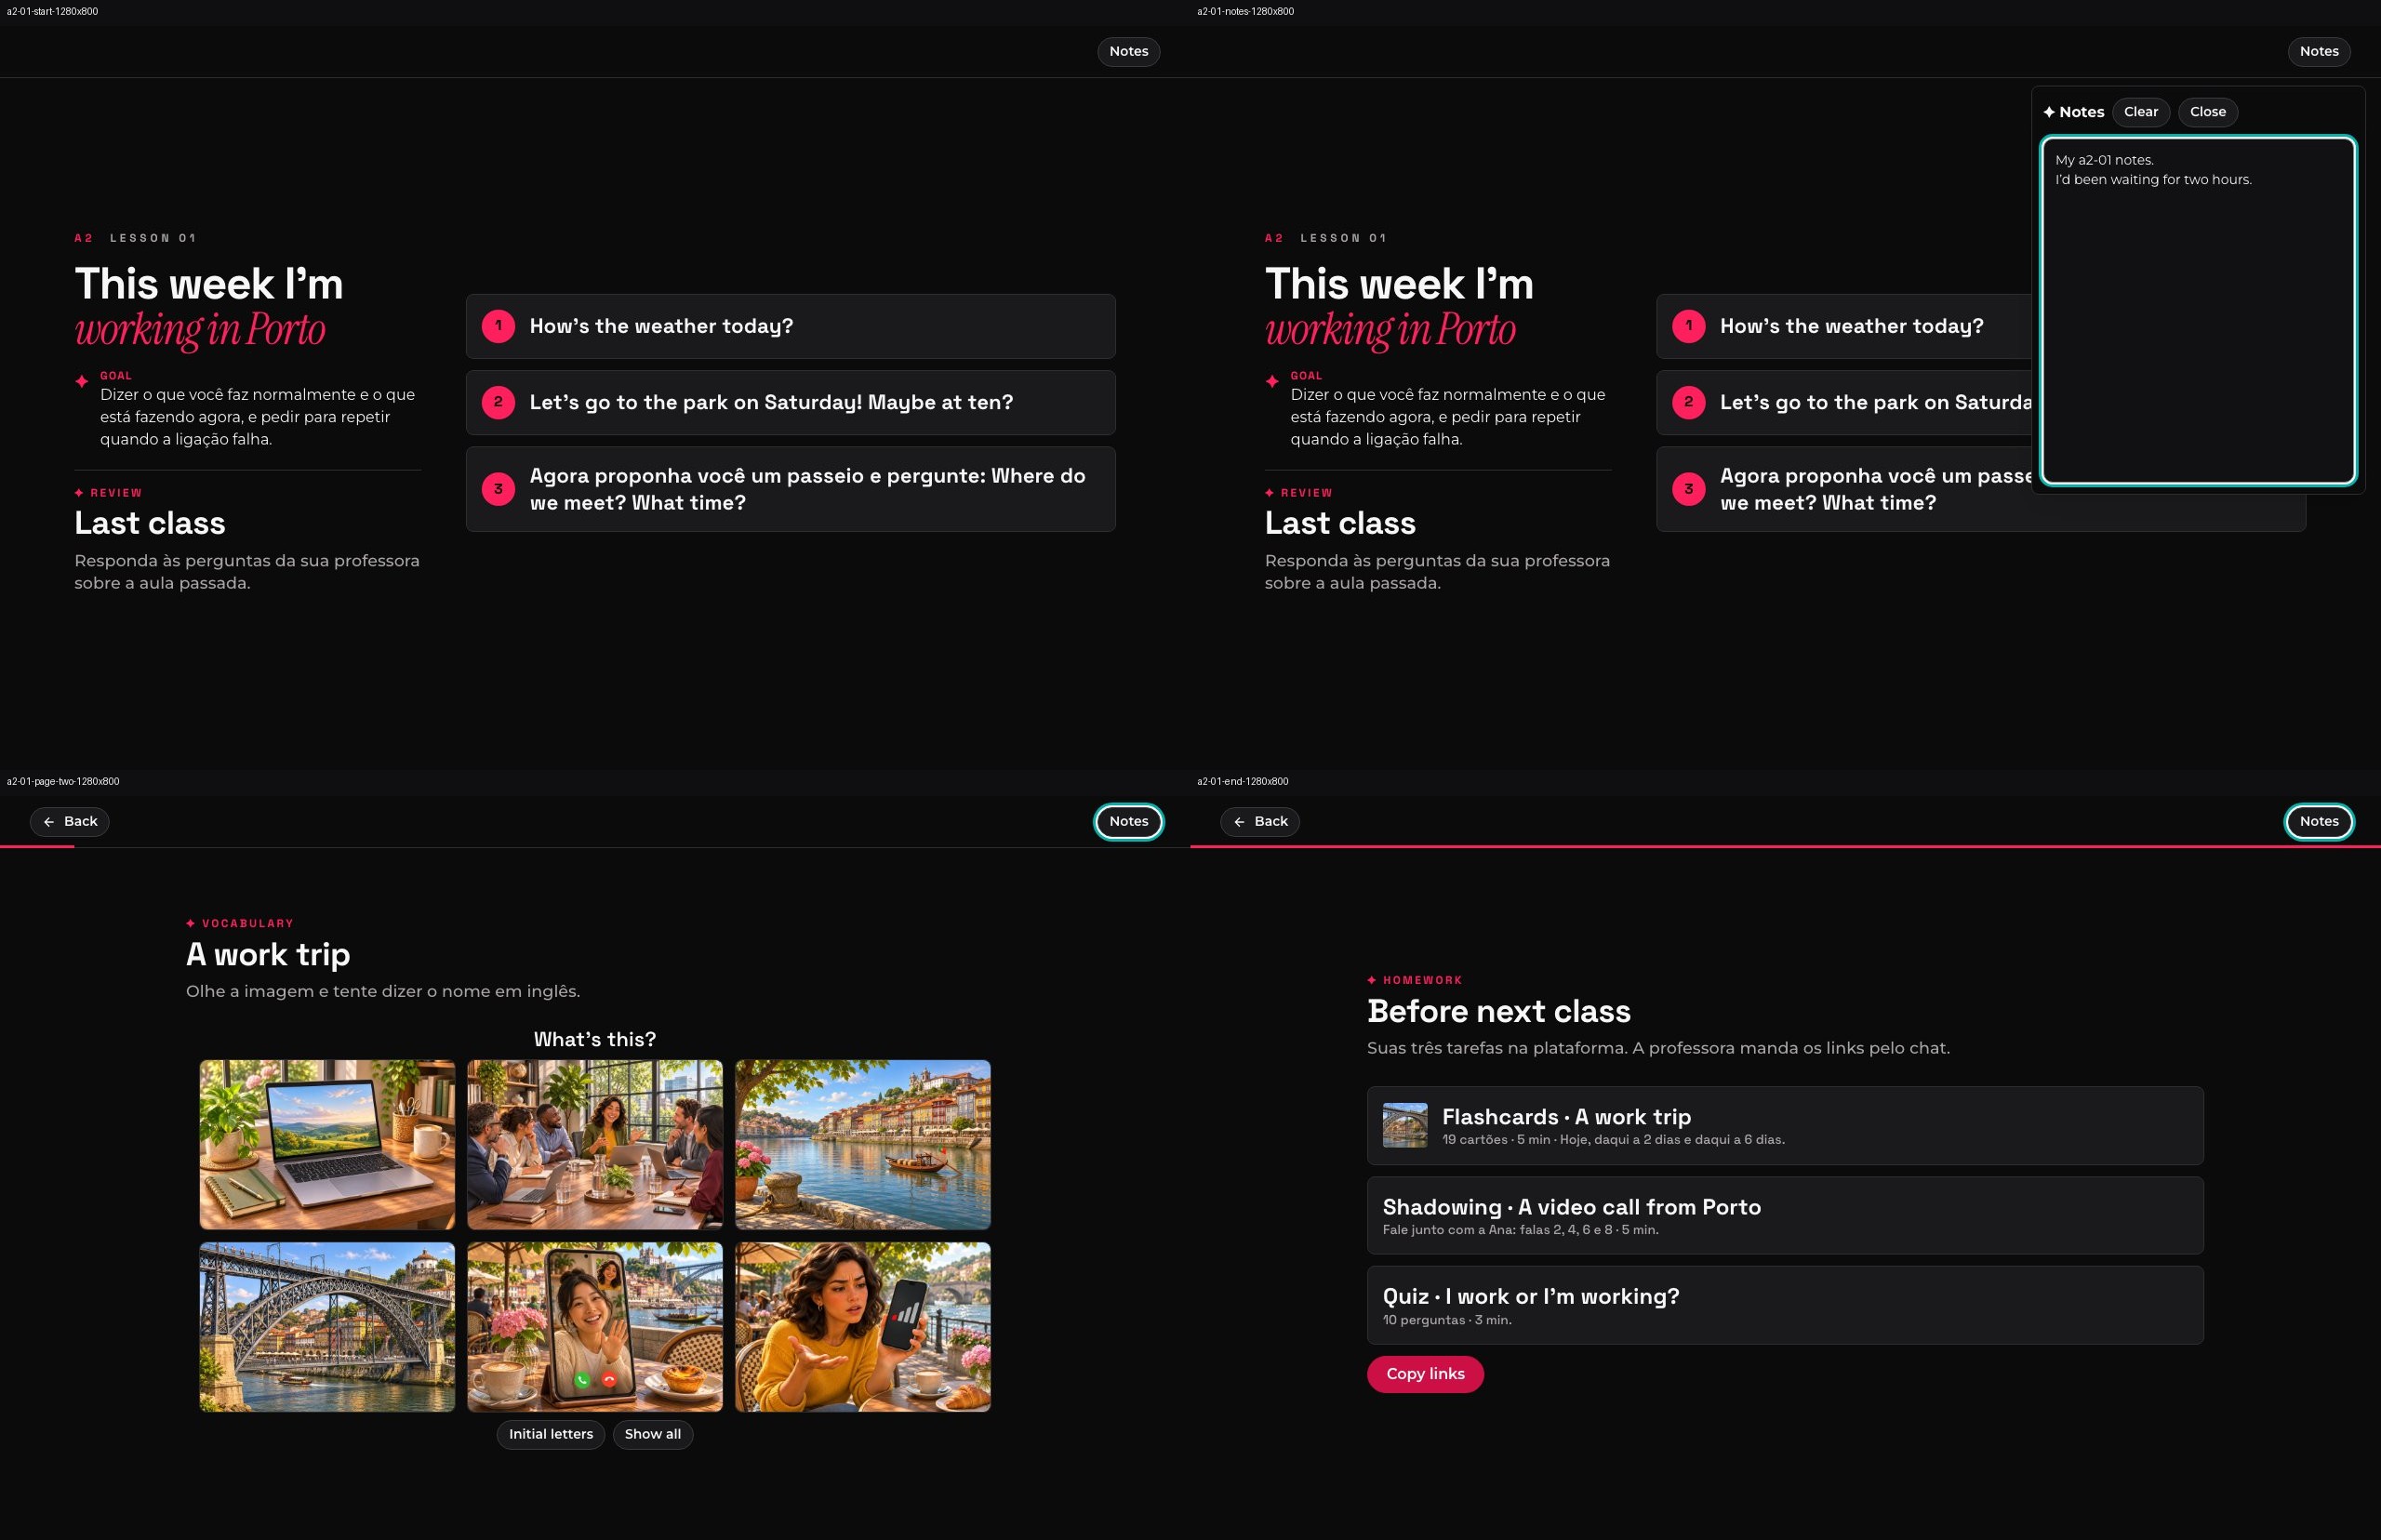 a2-01-start-1280x800
Notes
A2 LESSON 01
This week I'm
working in Porto
GOAL
Dizer o que você faz normalmente e o que
está fazendo agora, e pedir para repetir
quando a ligação falha.
REVIEW
Last class
Responda às perguntas da sua professora
sobre a aula passada.
1 How's the weather today?
2 Let's go to the park on Saturday! Maybe at ten?
3 Agora proponha você um passeio e pergunte: Where do
we meet? What time?
a2-01-notes-1280x800
Notes
A2 LESSON 01
This week I'm
working in Porto
GOAL
Dizer o que você faz normalmente e o que
está fazendo agora, e pedir para repetir
quando a ligação falha.
REVIEW
Last class
Responda às perguntas da sua professora
sobre a aula passada.
1 How's the weather today?
2 Let's go to the park on Saturda
3 Agora proponha você um passe
we meet? What time?
Notes Clear Close
My a2-01 notes.
I'd been waiting for two hours.
a2-01-page-two-1280x800
← Back
Notes
VOCABULARY
A work trip
Olhe a imagem e tente dizer o nome em inglês.
What's this?
Initial letters Show all
a2-01-end-1280x800
← Back
Notes
HOMEWORK
Before next class
Suas três tarefas na plataforma. A professora manda os links pelo chat.
Flashcards · A work trip
19 cartões · 5 min · Hoje, daqui a 2 dias e daqui a 6 dias.
Shadowing · A video call from Porto
Fale junto com a Ana: falas 2, 4, 6 e 8 · 5 min.
Quiz · I work or I'm working?
10 perguntas · 3 min.
Copy links